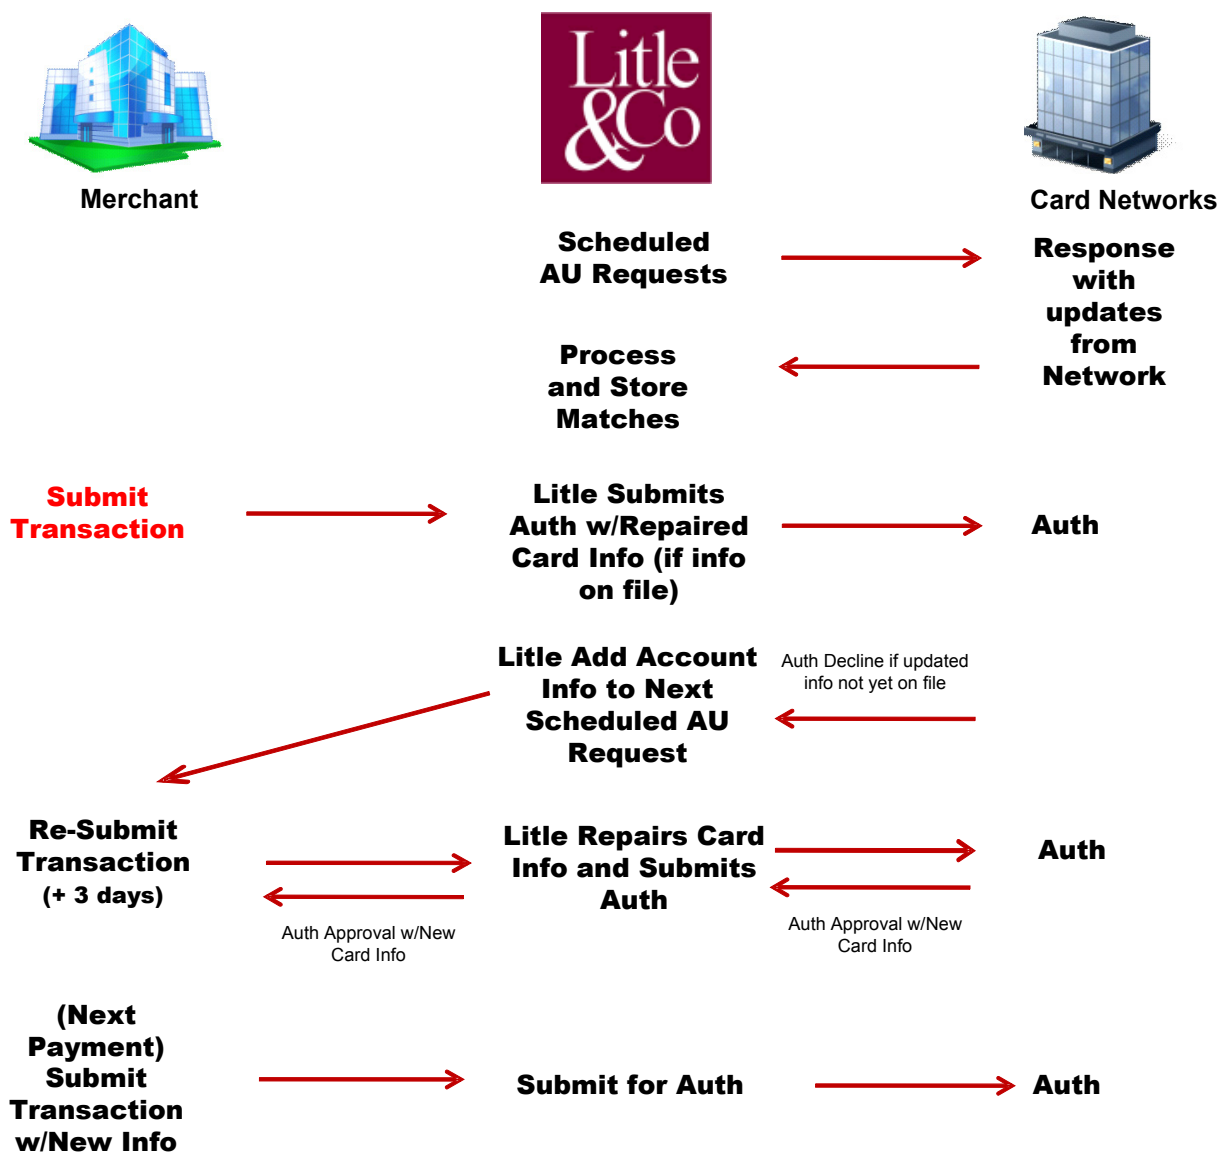 Litle
&Co
Merchant
Card Networks
Scheduled
AU Requests
Response
with
updates
from
Network
Process
and Store
Matches
Submit
Transaction
Litle Submits
Auth w/Repaired
Card Info (if info
on file)
Auth
Litle Add Account
Info to Next
Scheduled AU
Request
Auth Decline if updated
info not yet on file
Re-Submit
Transaction
(+ 3 days)
Litle Repairs Card
Info and Submits
Auth
Auth
Auth Approval w/New
Card Info
Auth Approval w/New
Card Info
(Next
Payment)
Submit
Transaction
w/New Info
Submit for Auth
Auth